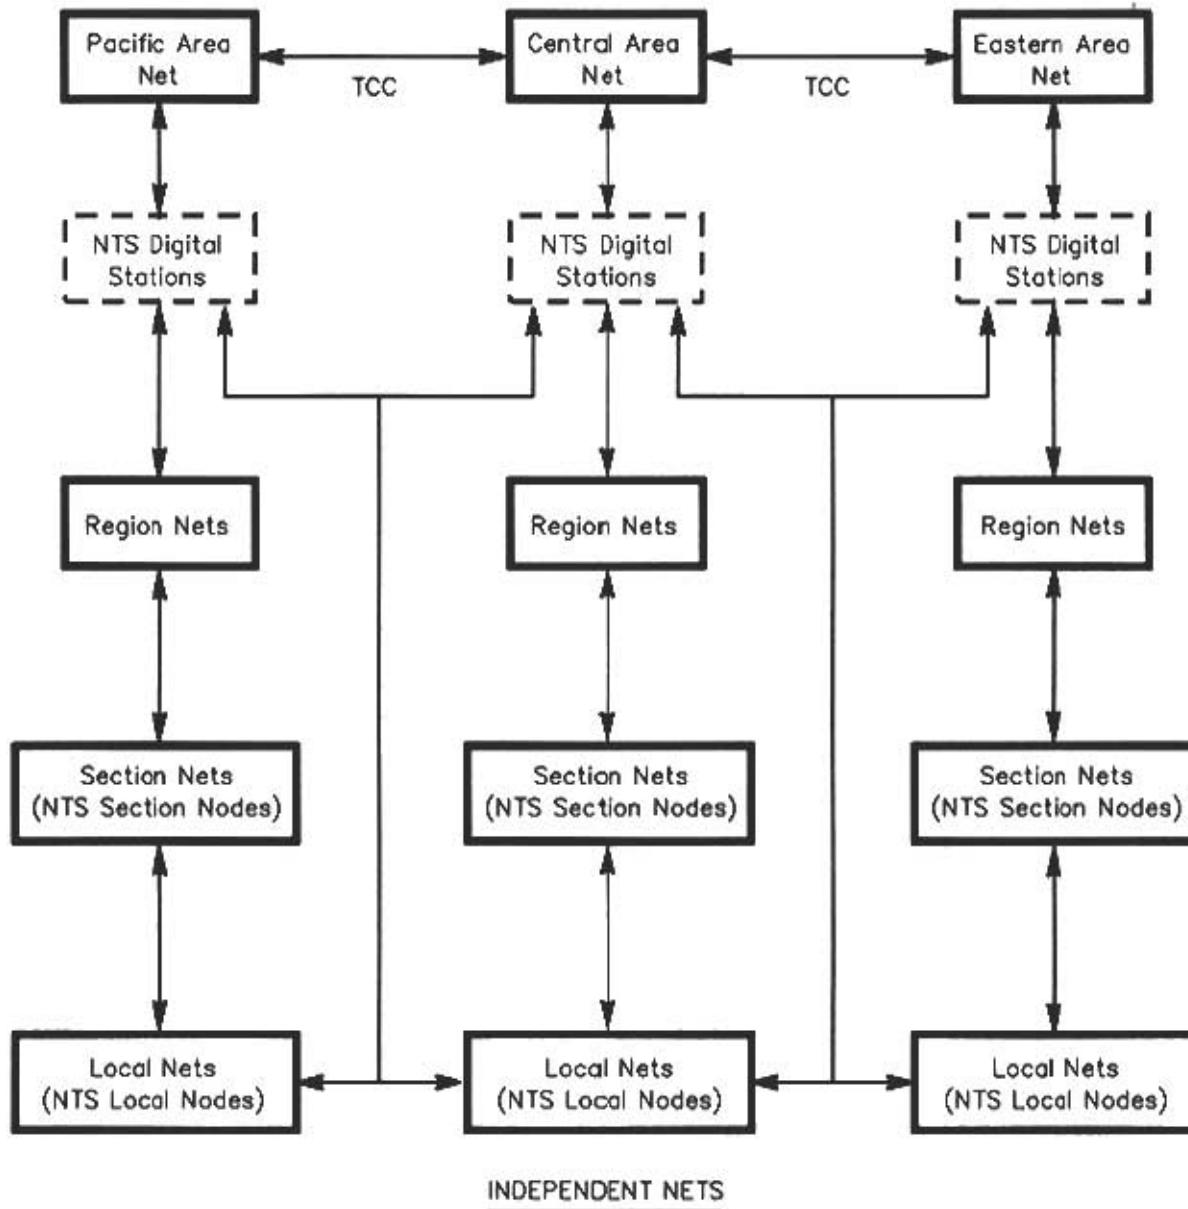 Pacific Area
Net
Central Area
Net
Eastern Area
Net
TCC
TCC
NTS Digital
Stations
NTS Digital
Stations
NTS Digital
Stations
Region Nets
Region Nets
Region Nets
Section Nets
(NTS Section Nodes)
Section Nets
(NTS Section Nodes)
Section Nets
(NTS Section Nodes)
Local Nets
(NTS Local Nodes)
Local Nets
(NTS Local Nodes)
Local Nets
(NTS Local Nodes)
INDEPENDENT NETS